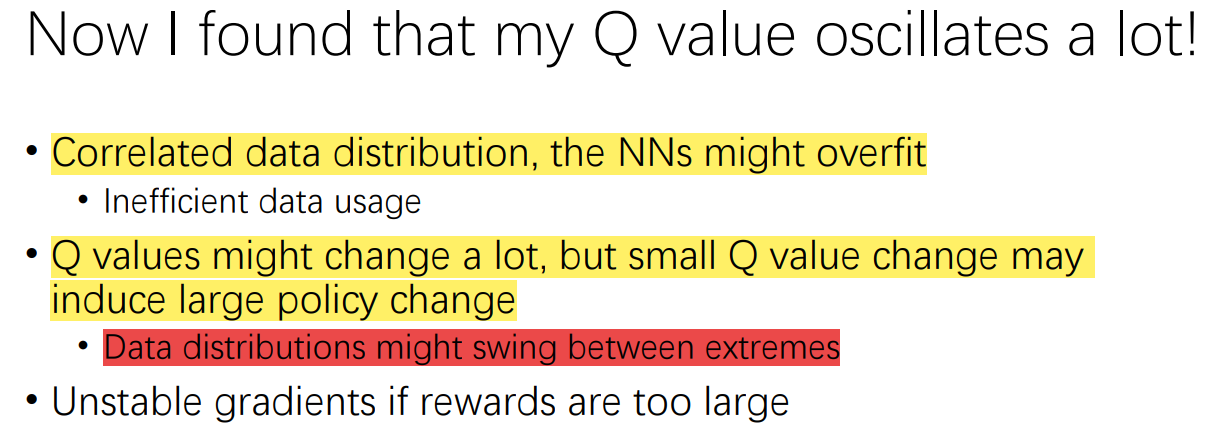 Now I found that my Q value oscillates a lot!
• Correlated data distribution, the NNs might overfit
• Inefficient data usage
• Q values might change a lot, but small Q value change may
induce large policy change
• Data distributions might swing between extremes
• Unstable gradients if rewards are too large